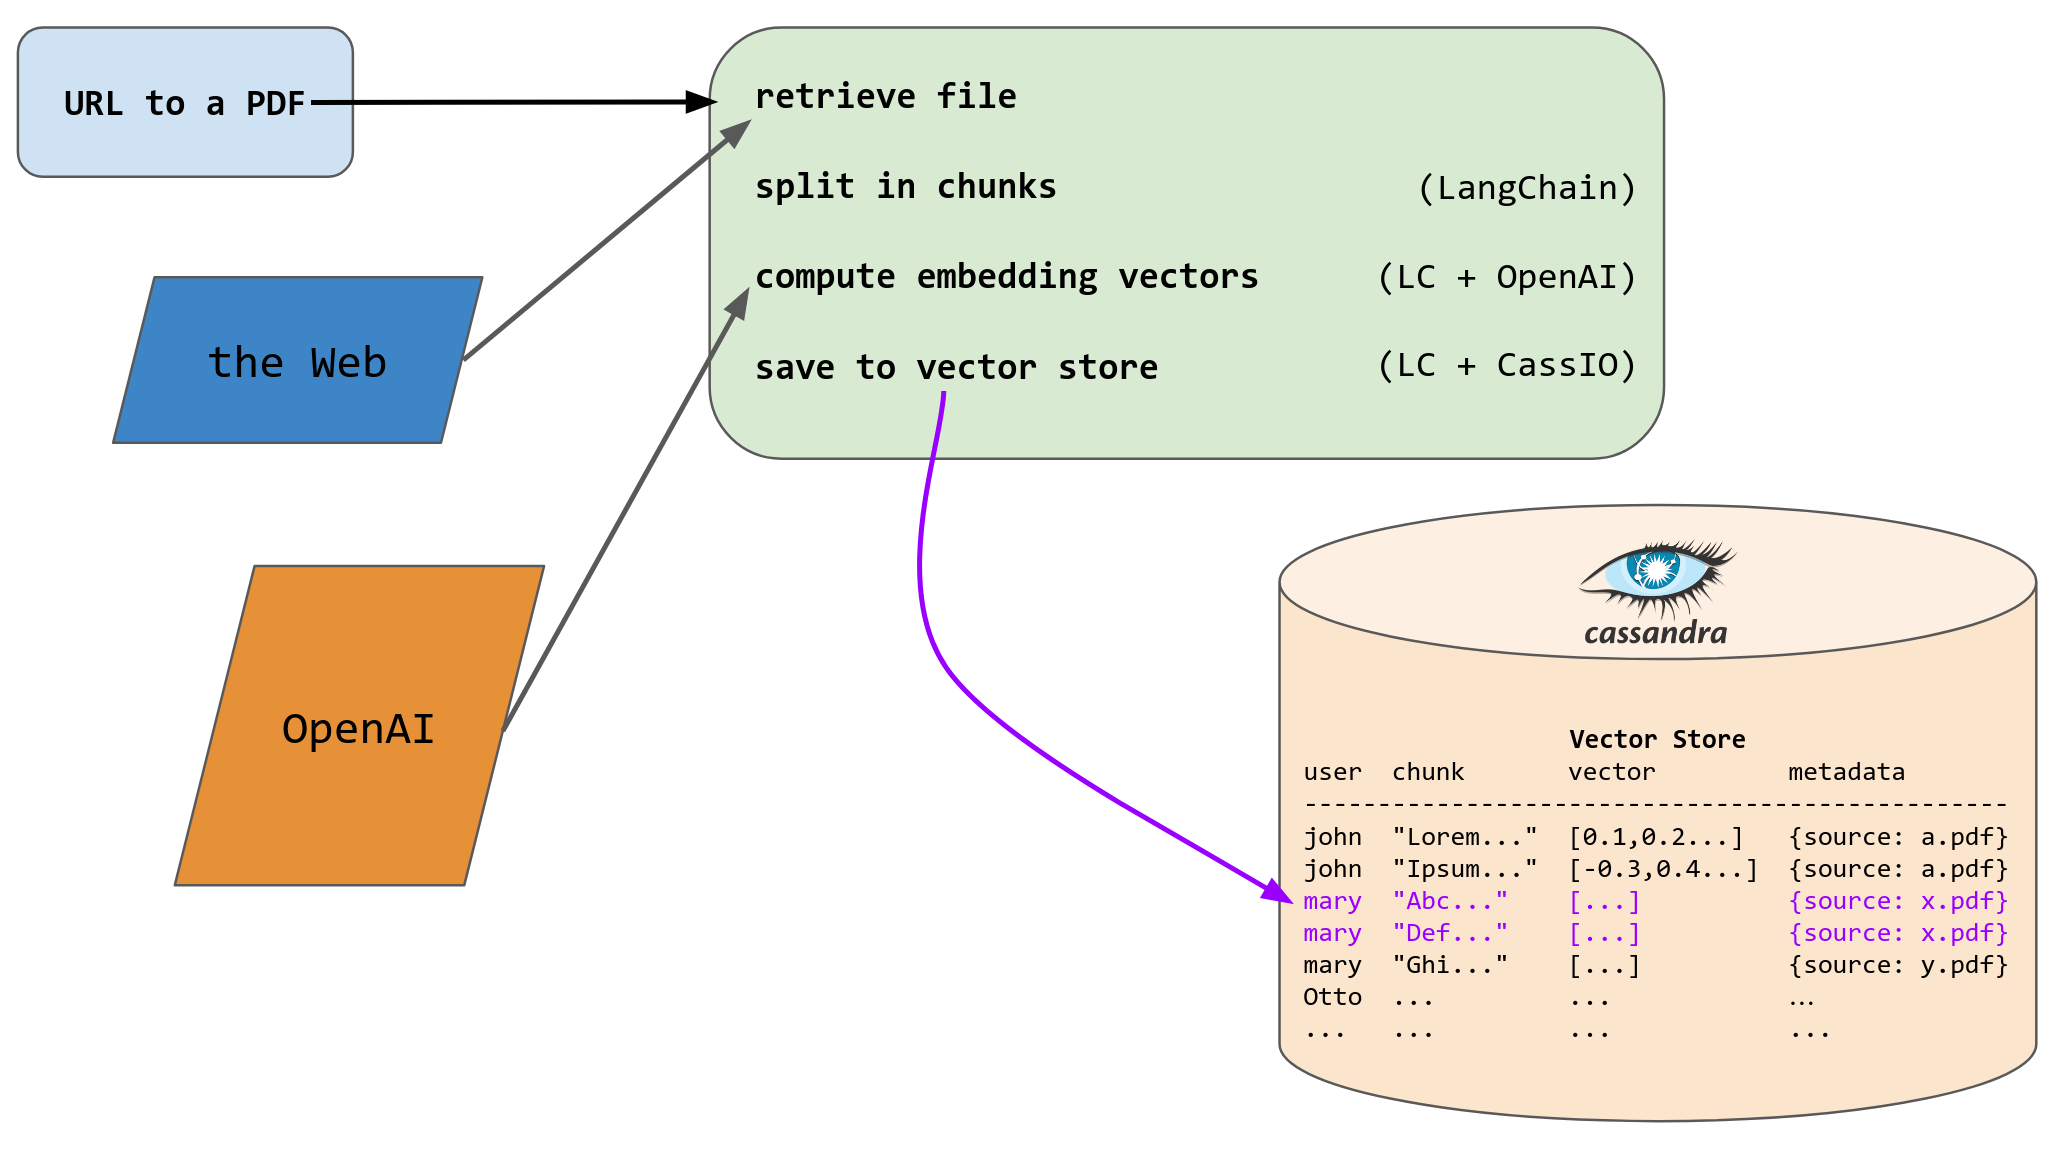 URL to a PDF
retrieve file
split in chunks (LangChain)
compute embedding vectors (LC + OpenAI)
save to vector store (LC + CassIO)
the Web
OpenAI
cassandra
Vector Store
user chunk vector metadata
------------------------------------------------
john "Lorem..." [0.1,0.2...] {source: a.pdf}
john "Ipsum..." [-0.3,0.4...] {source: a.pdf}
mary "Abc..." [...] {source: x.pdf}
mary "Def..." [...] {source: x.pdf}
mary "Ghi..." [...] {source: y.pdf}
Otto ... ... …
... ... ... ...